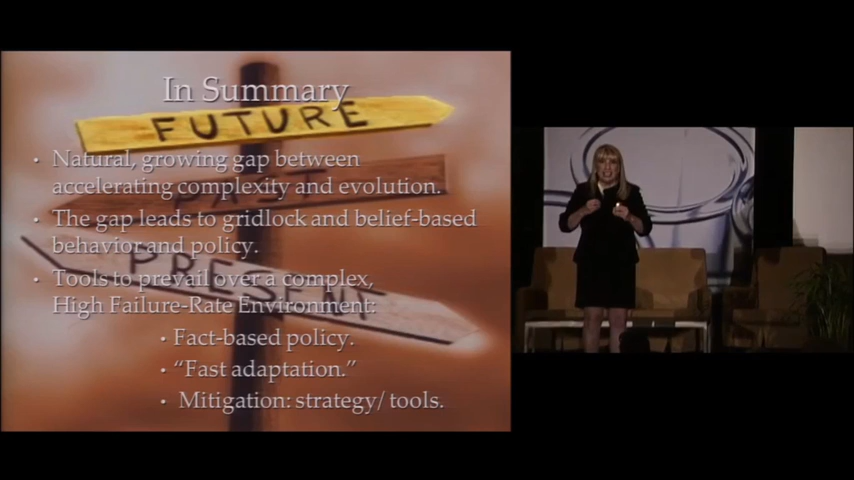 In Summary
FUTURE
• Natural, growing gap between
accelerating complexity and evolution.
PAST
• The gap leads to gridlock and belief-based
behavior and policy.
PRESENT
• Tools to prevail over a complex,
High Failure-Rate Environment:
• Fact-based policy.
• “Fast adaptation.”
• Mitigation: strategy/tools.